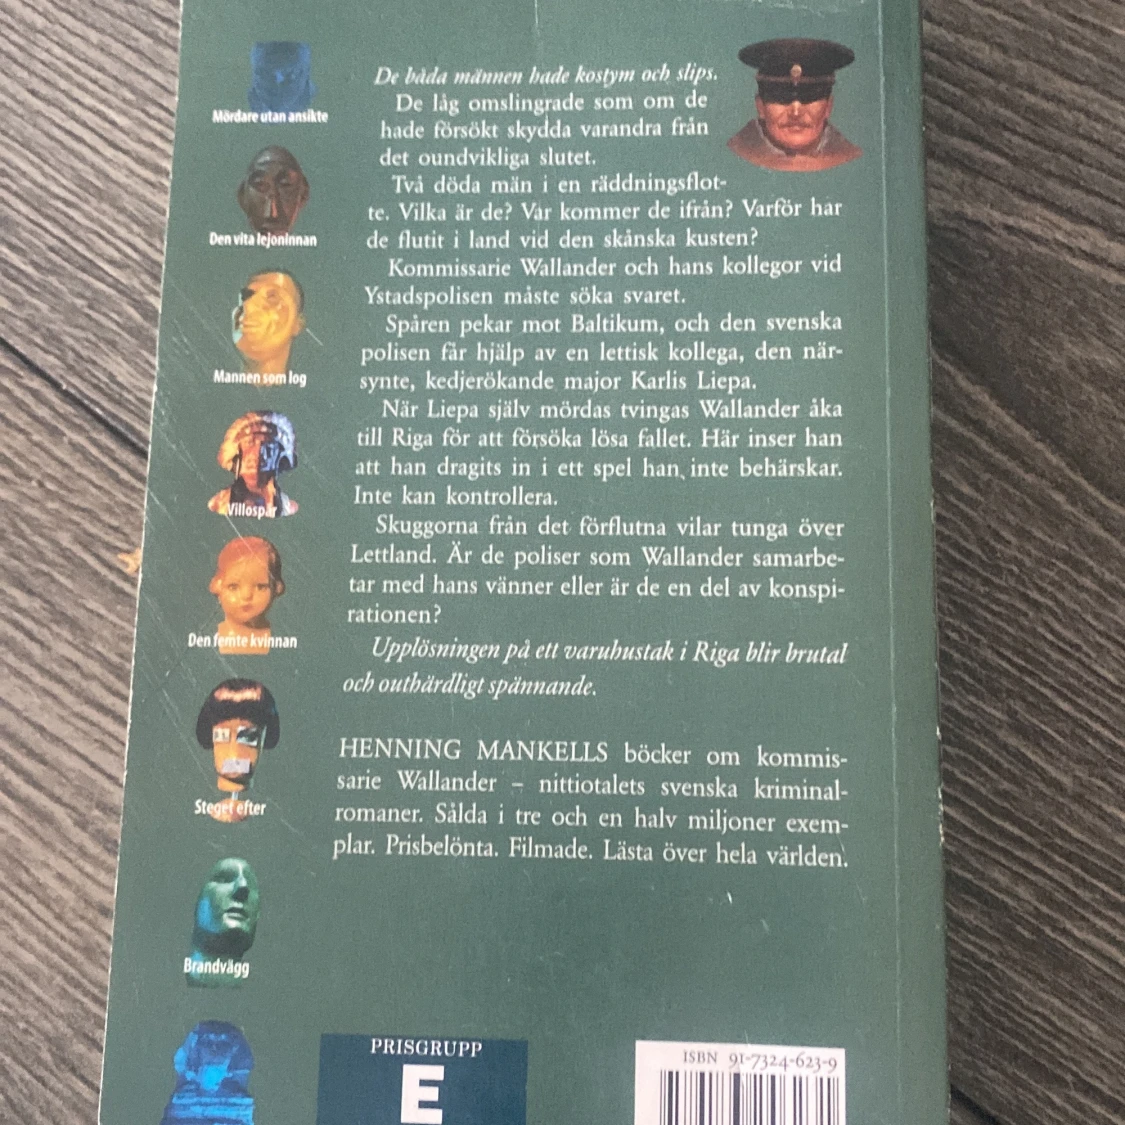 Mördare utan ansikte
Den vita lejoninnan
Mannen som log
Villospår
Den femte kvinnan
Steget efter
Brandvägg
De båda männen hade kostym och slips.
De låg omslingrade som om de
hade försökt skydda varandra från
det oundvikliga slutet.
Två döda män i en räddningsflot-
te. Vilka är de? Var kommer de ifrån? Varför har
de flutit i land vid den skånska kusten?
Kommissarie Wallander och hans kollegor vid
Ystadspolisen måste söka svaret.
Spåren pekar mot Baltikum, och den svenska
polisen får hjälp av en lettisk kollega, den när-
synte, kedjerökande major Karlis Liepa.
När Liepa själv mördas tvingas Wallander åka
till Riga för att försöka lösa fallet. Här inser han
att han dragits in i ett spel han inte behärskar.
Inte kan kontrollera.
Skuggorna från det förflutna vilar tunga över
Lettland. Är de poliser som Wallander samarbe-
tar med hans vänner eller är de en del av konspi-
rationen?
Upplösningen på ett varuhustak i Riga blir brutal
och outhärdligt spännande.
HENNING MANKELLS böcker om kommis-
sarie Wallander – nittiotalets svenska kriminal-
romaner. Sålda i tre och en halv miljoner exem-
plar. Prisbelönta. Filmade. Lästa över hela världen.
PRISGRUPP
E
ISBN 91-7324-623-9